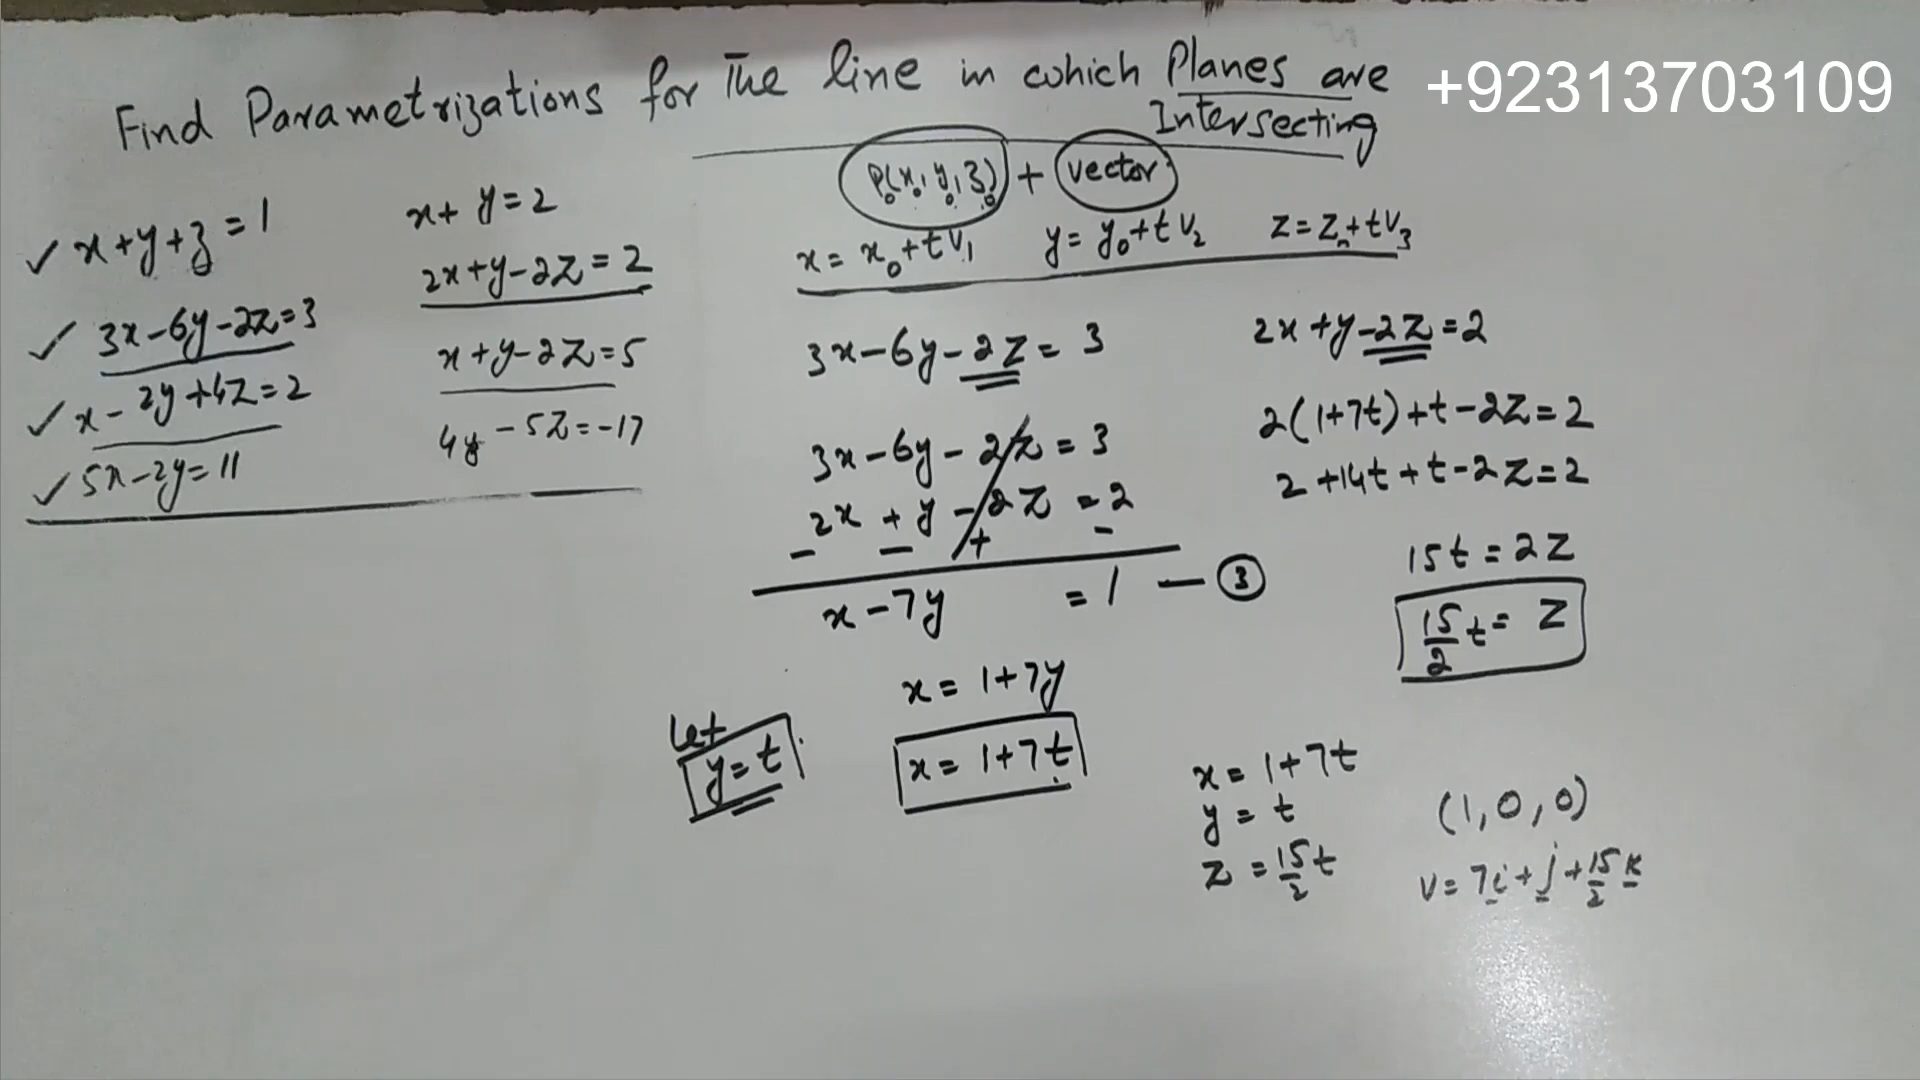 Find Parametrizations for The line in which Planes are Intersecting
+92313703109
P₀(x₀, y₀, z₀) + vector
x = x₀ + t v₁ y = y₀ + t v₂ z = z₀ + t v₃
✓ x + y + z = 1 x + y = 2
✓ 3x - 6y - 2z = 3 2x + y - 2z = 2
✓ x - 2y + 4z = 2 x + y - 2z = 5
✓ 5x - 2y = 11 4y - 5z = -17
3x - 6y - 2z = 3
3x - 6y - 2z = 3
2x + y - 2z = 2
- - + -
x - 7y = 1 — ③
x = 1 + 7y
Let
y = t
x = 1 + 7t
2x + y - 2z = 2
2(1+7t) + t - 2z = 2
2 + 14t + t - 2z = 2
15t = 2z
15/2 t = z
x = 1 + 7t
y = t
z = 15/2 t
(1, 0, 0)
v = 7i + j + 15/2 k